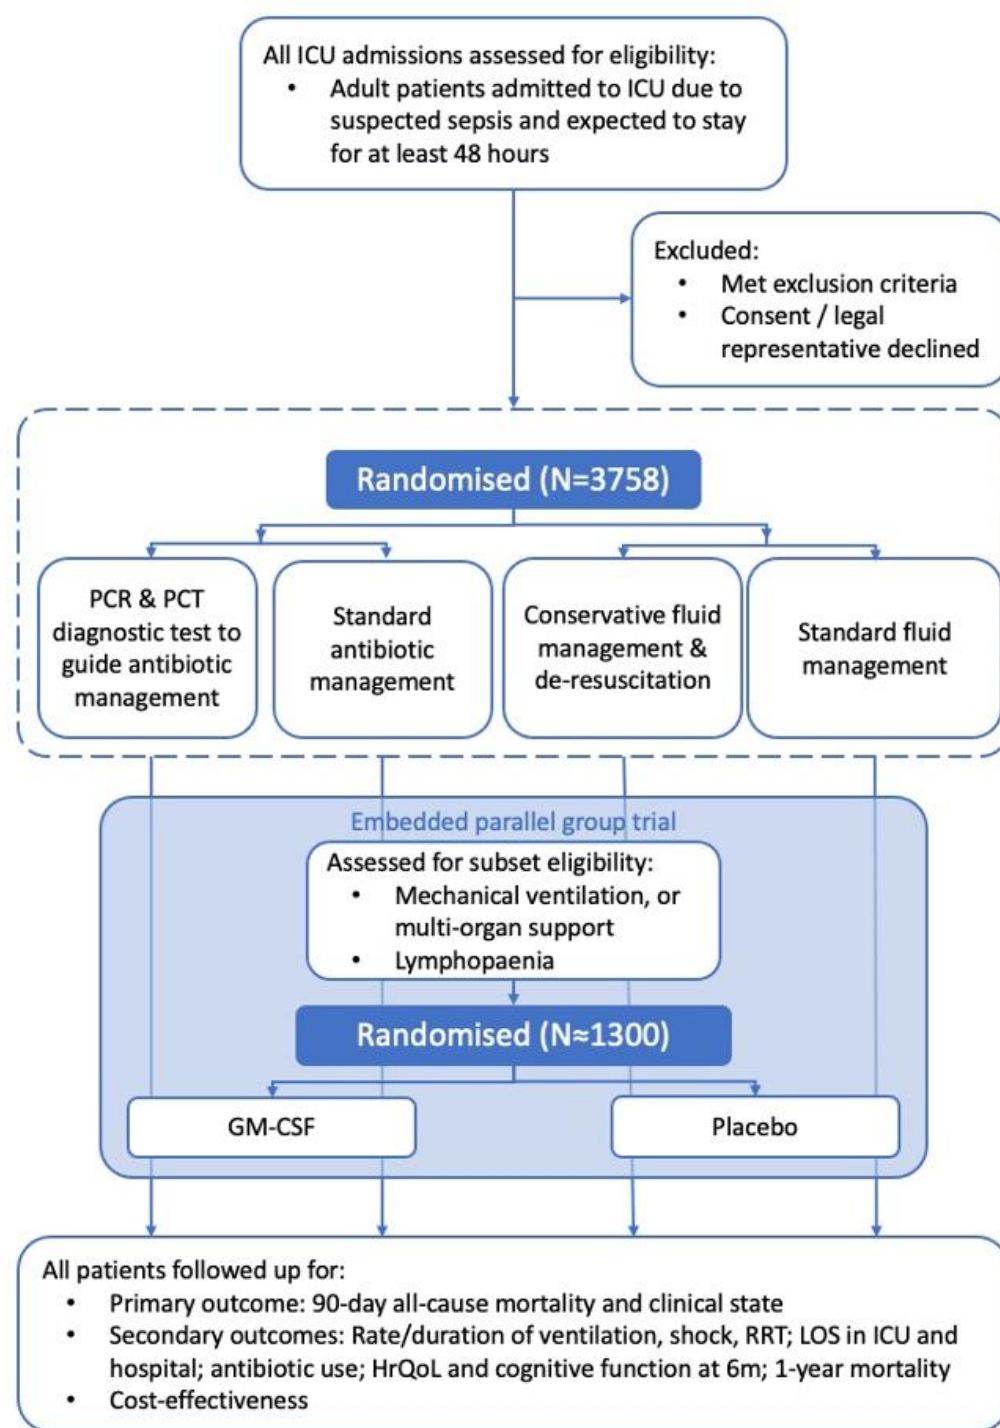 All ICU admissions assessed for eligibility:
• Adult patients admitted to ICU due to
suspected sepsis and expected to stay
for at least 48 hours
Excluded:
• Met exclusion criteria
• Consent / legal
representative declined
Randomised (N=3758)
PCR & PCT
diagnostic test to
guide antibiotic
management
Standard
antibiotic
management
Conservative fluid
management &
de-resuscitation
Standard fluid
management
Embedded parallel group trial
Assessed for subset eligibility:
• Mechanical ventilation, or
multi-organ support
• Lymphopaenia
Randomised (N≈1300)
GM-CSF
Placebo
All patients followed up for:
• Primary outcome: 90-day all-cause mortality and clinical state
• Secondary outcomes: Rate/duration of ventilation, shock, RRT; LOS in ICU and
hospital; antibiotic use; HrQoL and cognitive function at 6m; 1-year mortality
• Cost-effectiveness